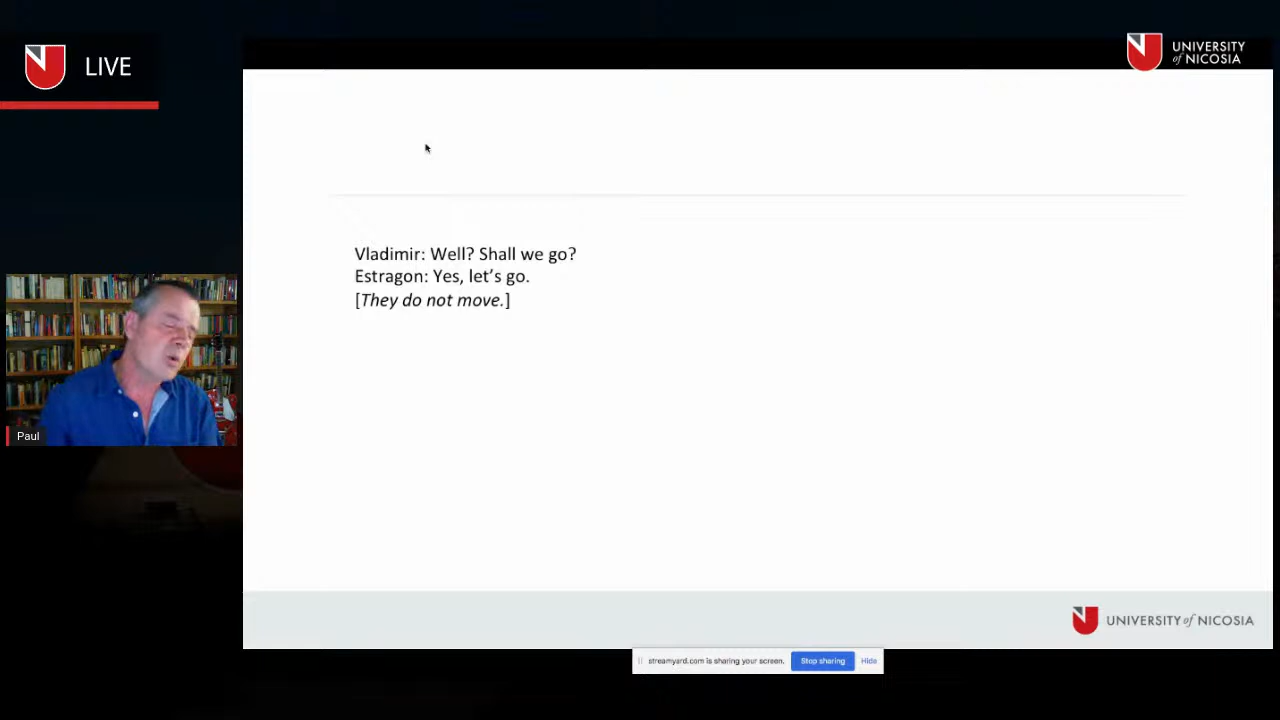 LIVE
UNIVERSITY
of NICOSIA
Vladimir: Well? Shall we go?
Estragon: Yes, let’s go.
[They do not move.]
Paul
UNIVERSITY of NICOSIA
streamyard.com is sharing your screen. Stop sharing Hide